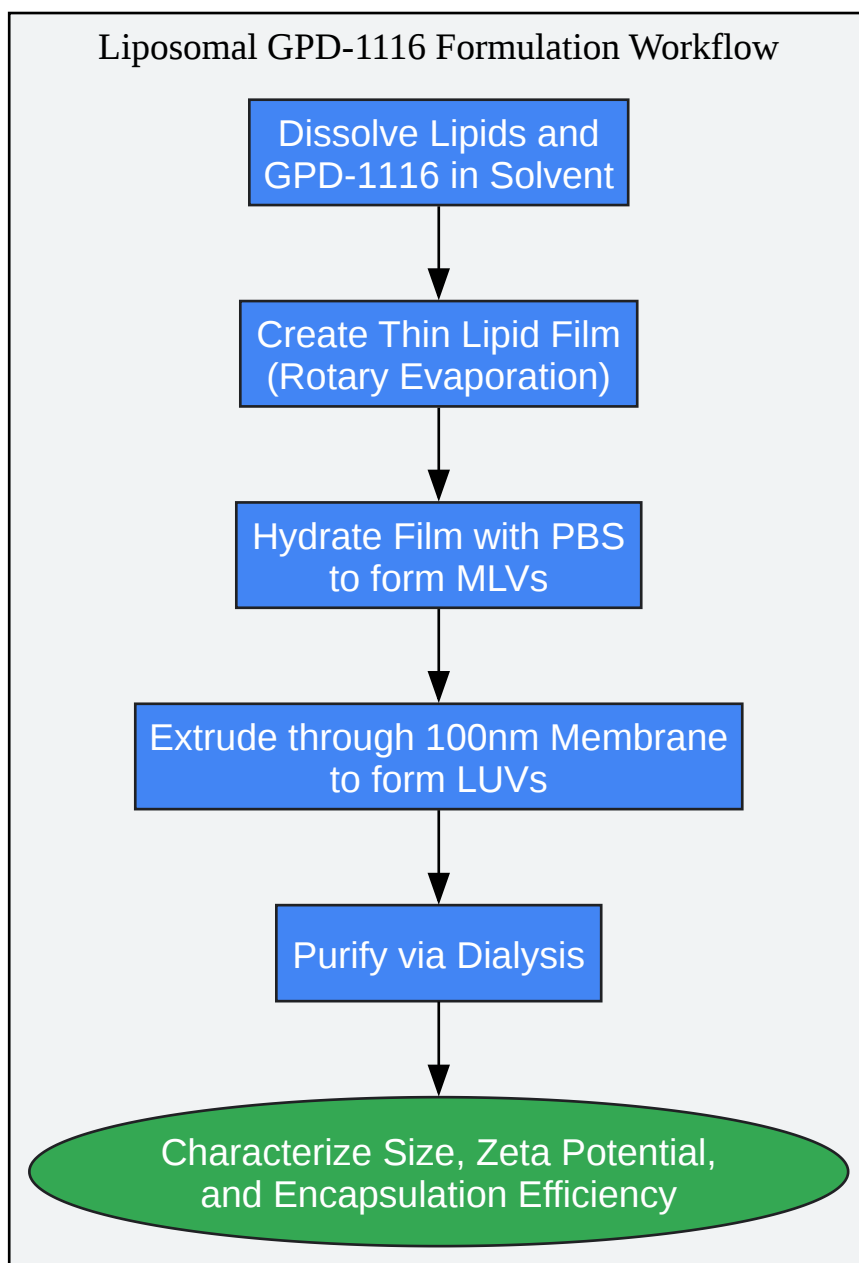 Liposomal GPD-1116 Formulation Workflow
Dissolve Lipids and
GPD-1116 in Solvent
Create Thin Lipid Film
(Rotary Evaporation)
Hydrate Film with PBS
to form MLVs
Extrude through 100nm Membrane
to form LUVs
Purify via Dialysis
Characterize Size, Zeta Potential,
and Encapsulation Efficiency